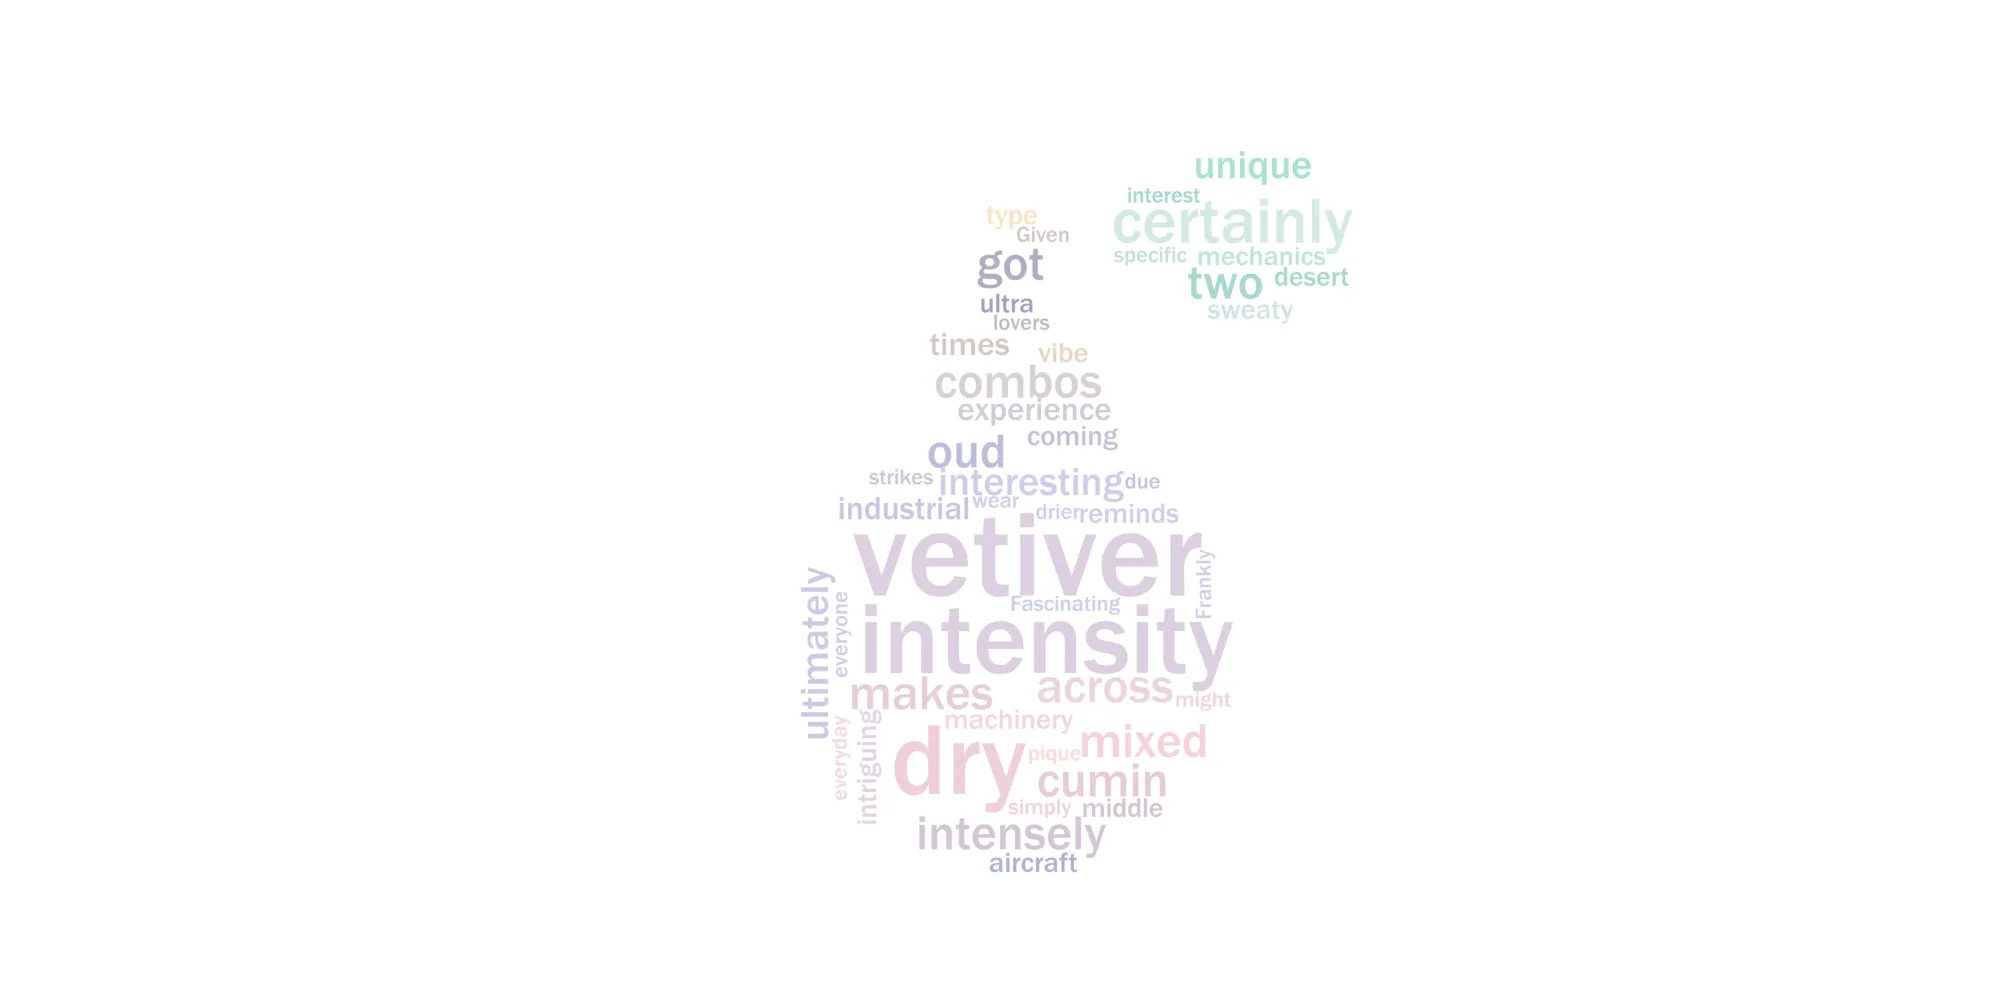 unique
interest
certainly
specific mechanics
two desert
sweaty
type
Given
got
ultra
lovers
times vibe
combos
experience
coming
oud
strikes interesting due
industrial wear drier reminds
vetiver
Frankly
Fascinating
ultimately
everyone
intensity
makes across might
machinery
everyday
intriguing
dry pique mixed
cumin
simply middle
intensely
aircraft